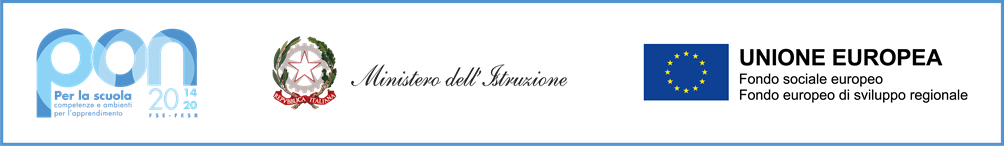 pon
Per la scuola
competenze e ambienti
per l'apprendimento
20 14
20
FSE-FESR
REPVBBLICA ITALIANA
Ministero dell'Istruzione
UNIONE EUROPEA
Fondo sociale europeo
Fondo europeo di sviluppo regionale